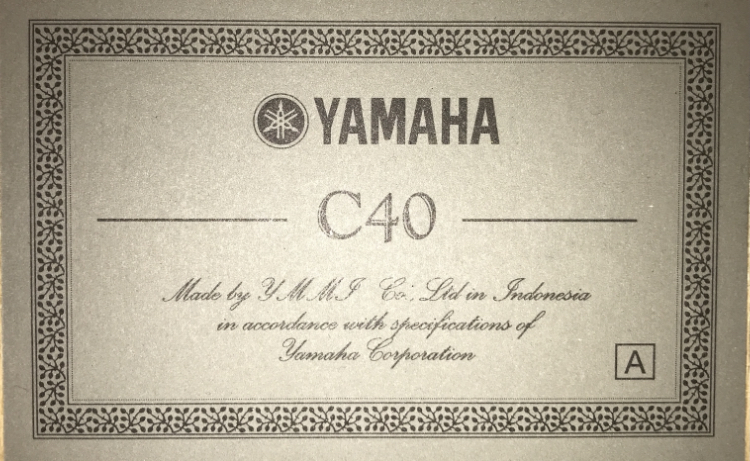 YAMAHA
C40
Made by YMMI Co., Ltd in Indonesia
in accordance with specifications of
Yamaha Corporation
A